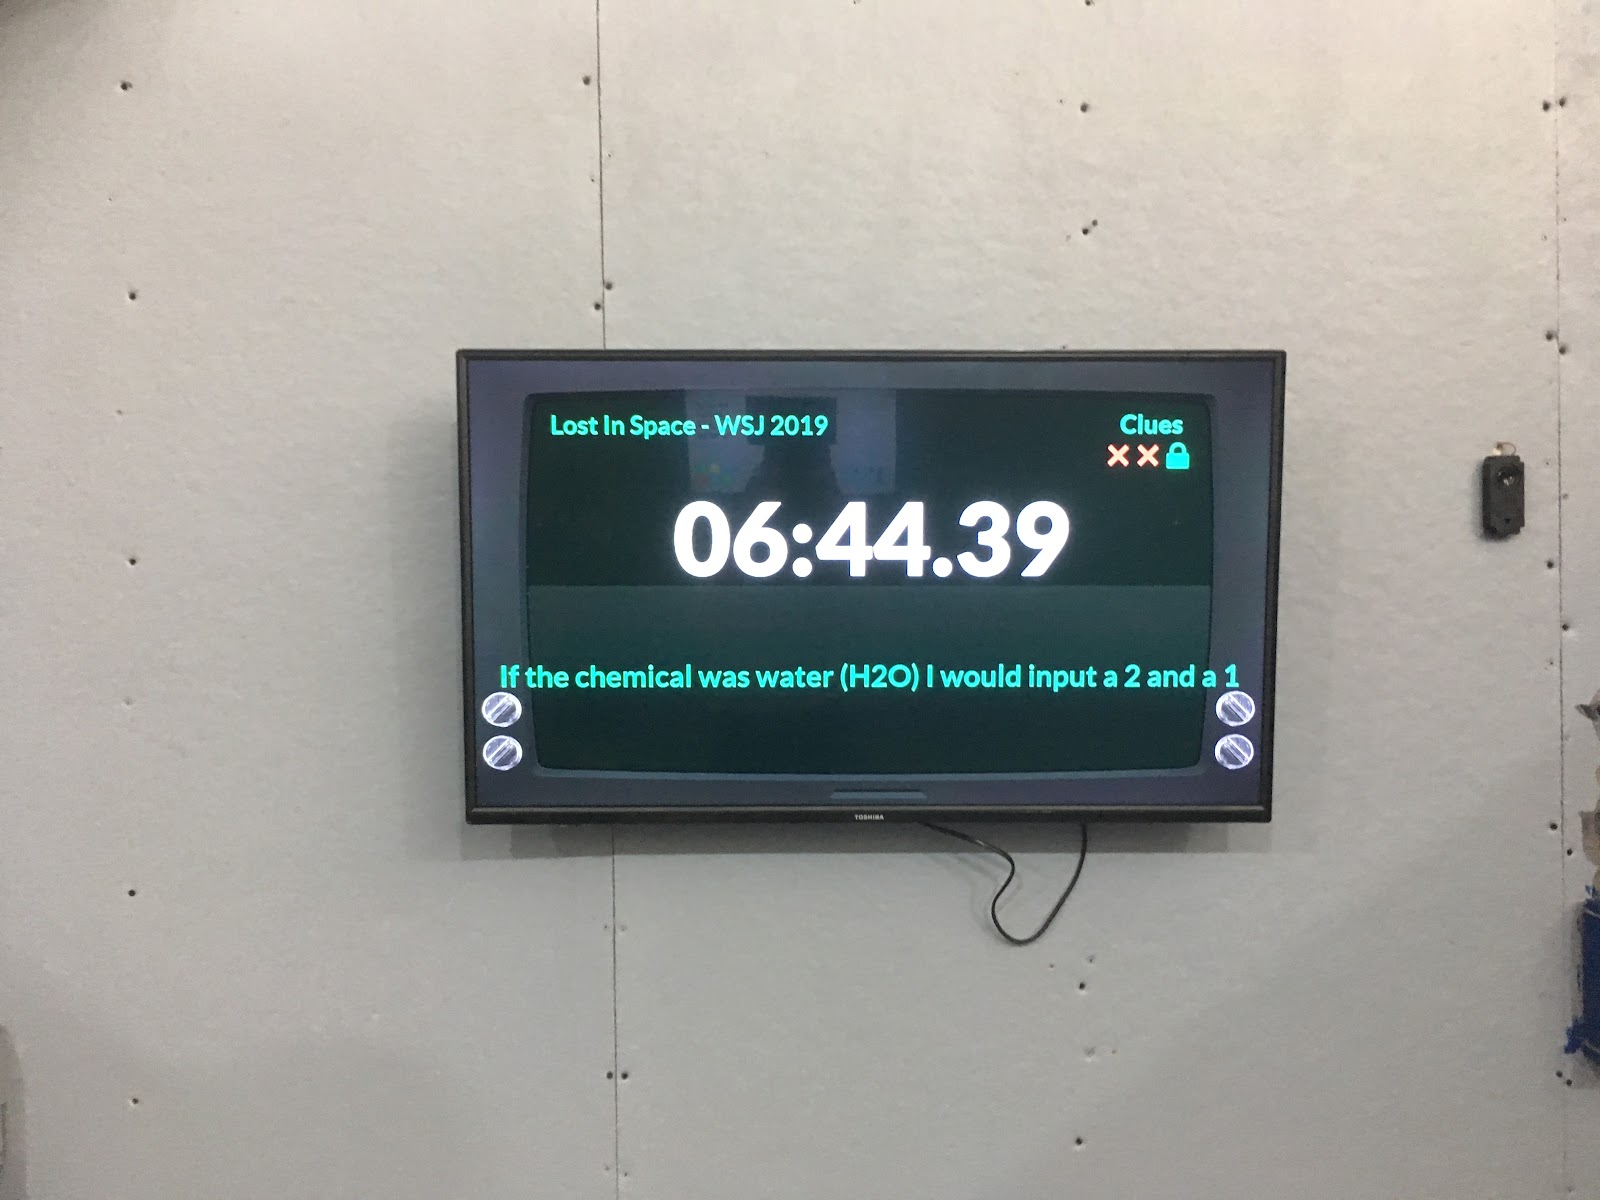 Lost In Space - WSJ 2019
Clues
06:44.39
If the chemical was water (H2O) I would input a 2 and a 1
TOSHIBA